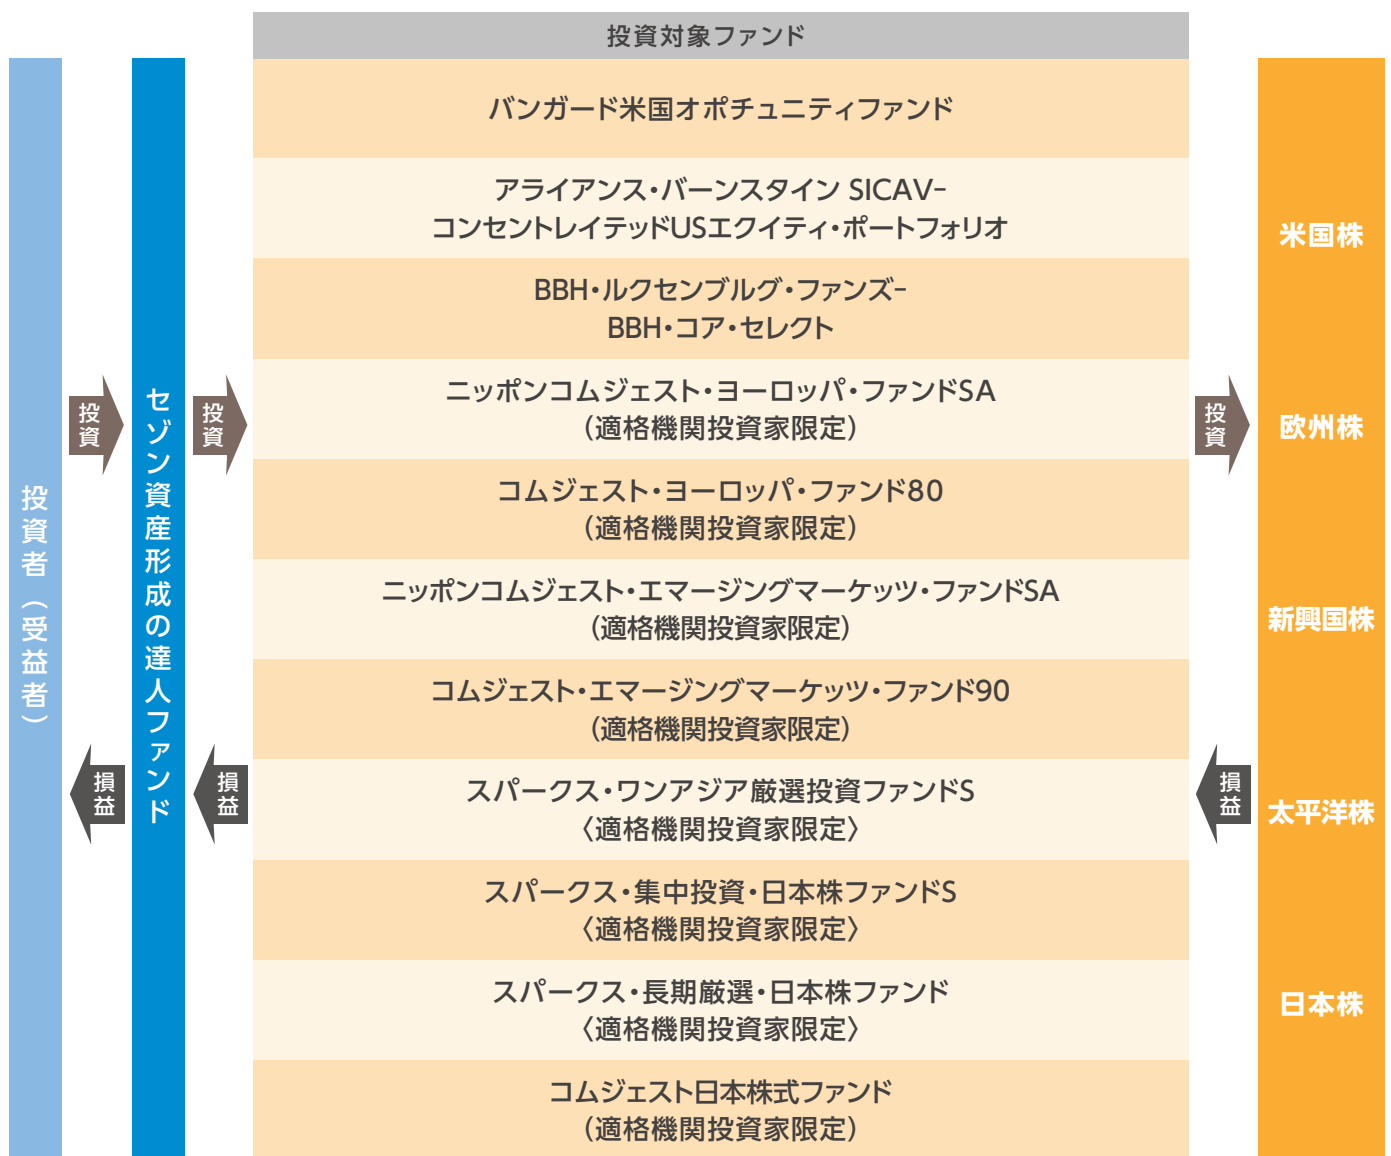 投資対象ファンド
投資者（受益者）
投資
損益
セゾン資産形成の達人ファンド
投資
損益
バンガード米国オポチュニティファンド
アライアンス・バーンスタイン SICAV-
コンセントレイテッドUSエクイティ・ポートフォリオ
BBH・ルクセンブルグ・ファンズ-
BBH・コア・セレクト
ニッポンコムジェスト・ヨーロッパ・ファンドSA
（適格機関投資家限定）
コムジェスト・ヨーロッパ・ファンド80
（適格機関投資家限定）
ニッポンコムジェスト・エマージングマーケッツ・ファンドSA
（適格機関投資家限定）
コムジェスト・エマージングマーケッツ・ファンド90
（適格機関投資家限定）
スパークス・ワンアジア厳選投資ファンドS
〈適格機関投資家限定〉
スパークス・集中投資・日本株ファンドS
〈適格機関投資家限定〉
スパークス・長期厳選・日本株ファンド
〈適格機関投資家限定〉
コムジェスト日本株式ファンド
（適格機関投資家限定）
投資
損益
米国株
欧州株
新興国株
太平洋株
日本株